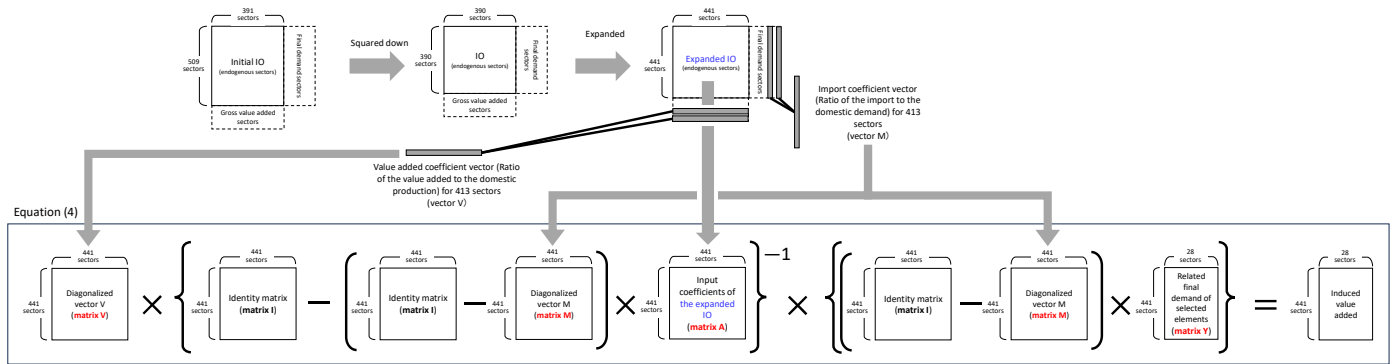 391
sectors
509
sectors
Initial IO
(endogenous sectors)
Final demand
sectors
Gross value added
sectors
Squared down
390
sectors
390
sectors
IO
(endogenous sectors)
Final demand
sectors
Gross value added
sectors
Expanded
441
sectors
441
sectors
Expanded IO
(endogenous sectors)
Final demand sectors
Import coefficient vector
(Ratio of the import to the
domestic demand) for 413
sectors
(vector M)
Value added coefficient vector (Ratio
of the value added to the domestic
production) for 413 sectors
(vector V)
Equation (4)
441
sectors
441
sectors
Diagonalized
vector V
(matrix V)
×
{
441
sectors
441
sectors
Identity matrix
(matrix I)
−
(
441
sectors
441
sectors
Identity matrix
(matrix I)
−
441
sectors
441
sectors
Diagonalized
vector M
(matrix M)
)
×
441
sectors
441
sectors
Input
coefficients of
the expanded
IO
(matrix A)
}
−1
×
{
(
441
sectors
441
sectors
Identity matrix
(matrix I)
−
441
sectors
441
sectors
Diagonalized
vector M
(matrix M)
)
×
28
sectors
441
sectors
Related
final
demand of
selected
elements
(matrix Y)
}
=
28
sectors
441
sectors
Induced
value
added